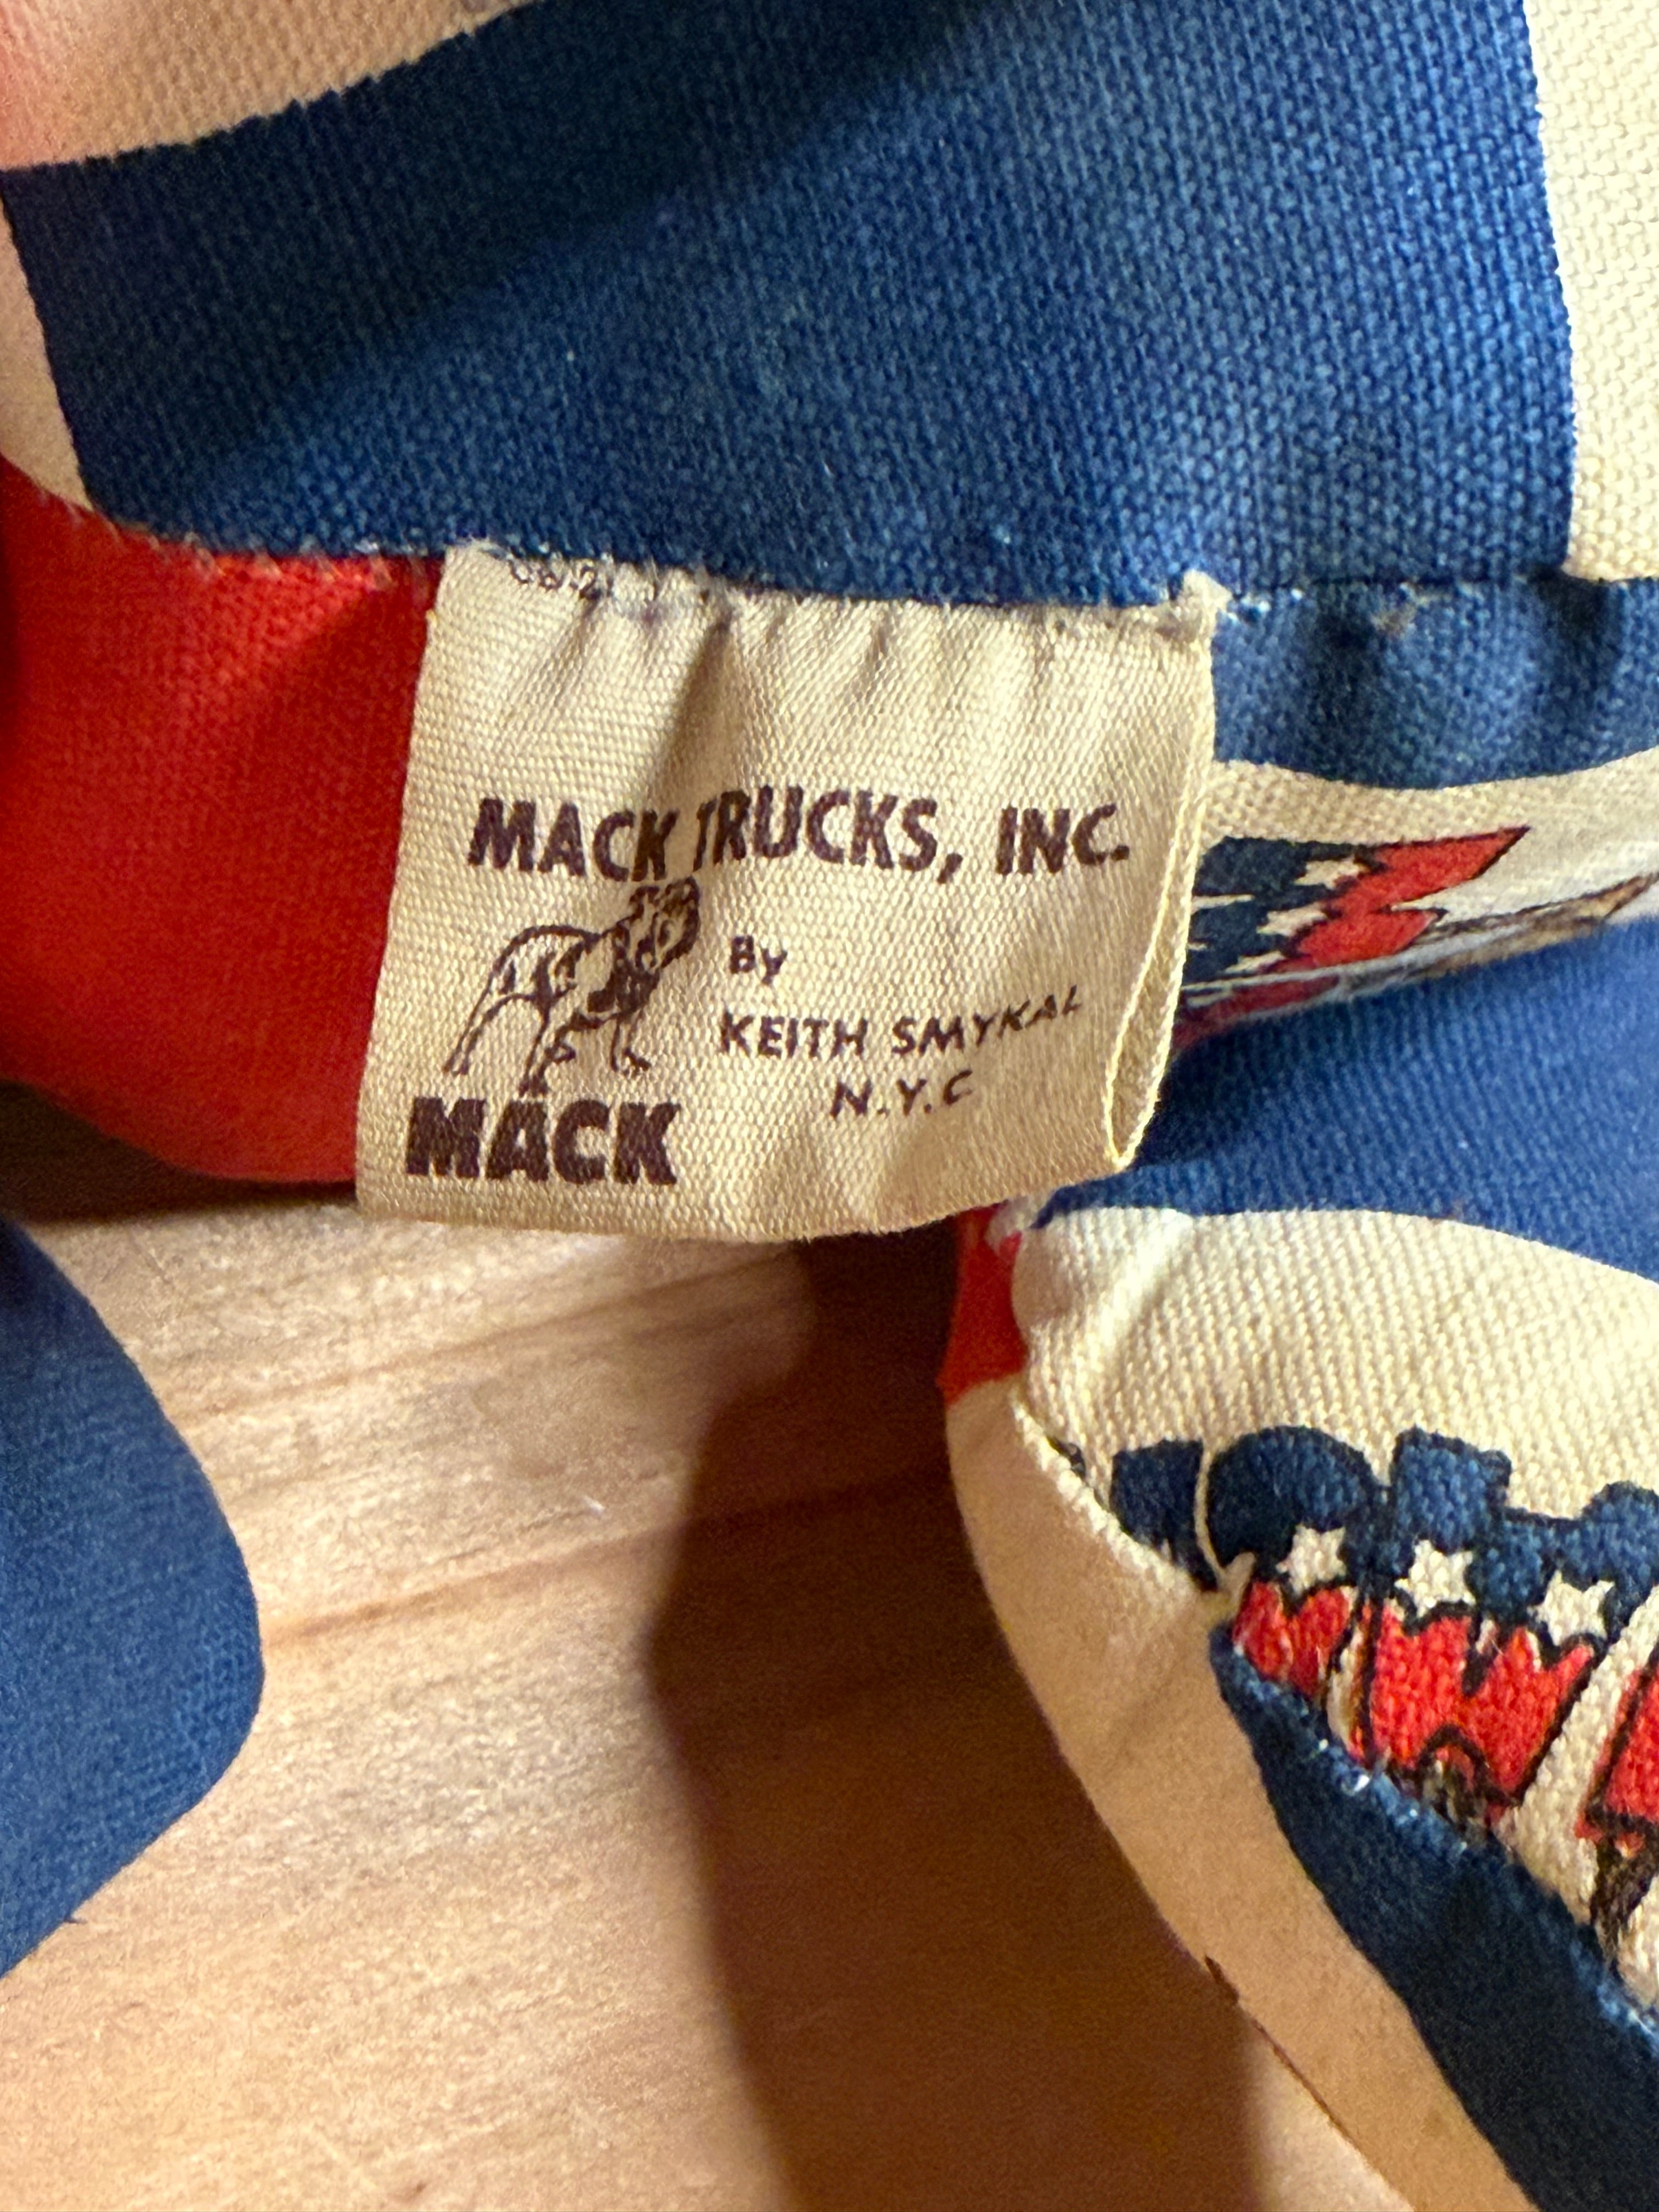 MACK TRUCKS, INC.
By
KEITH SMYKAL
N.Y.C.
MACK